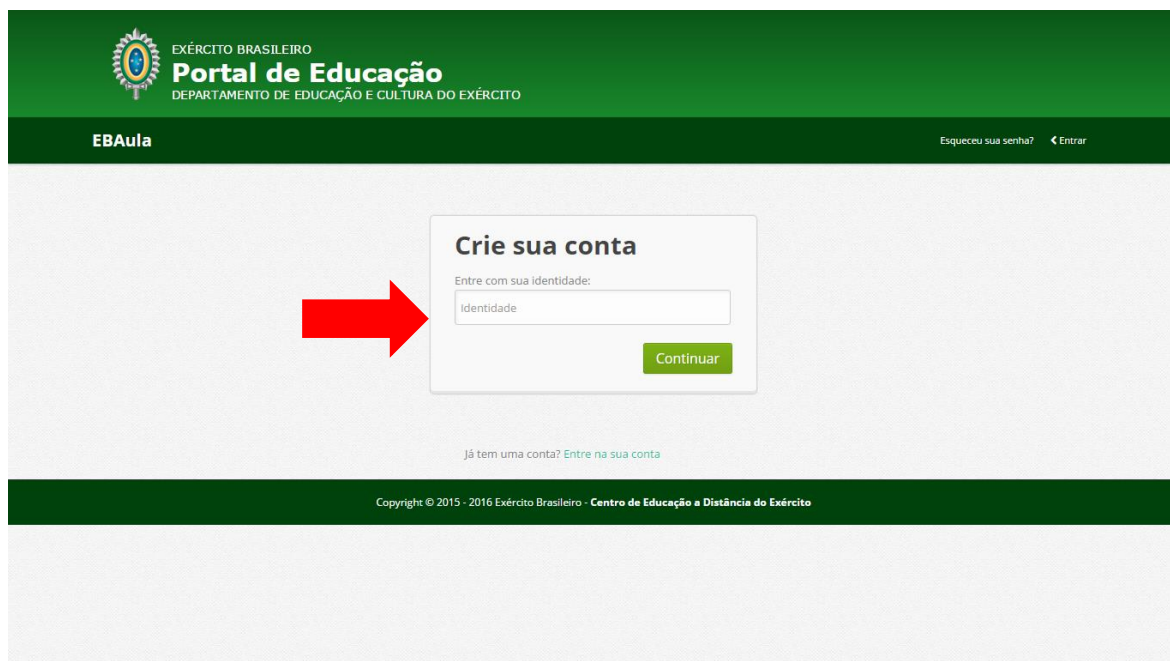 EXÉRCITO BRASILEIRO
Portal de Educação
DEPARTAMENTO DE EDUCAÇÃO E CULTURA DO EXÉRCITO
EBAula
Esqueceu sua senha? Entrar
Crie sua conta
Entre com sua identidade:
Identidade
Continuar
Já tem uma conta? Entre na sua conta
Copyright © 2015 - 2016 Exército Brasileiro - Centro de Educação a Distância do Exército